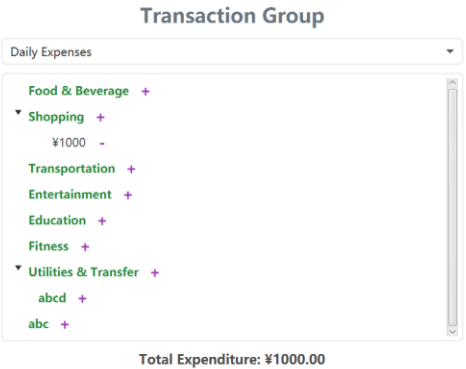 Transaction Group
Daily Expenses
Food & Beverage +
Shopping +
¥1000 -
Transportation +
Entertainment +
Education +
Fitness +
Utilities & Transfer +
abcd +
abc +
Total Expenditure: ¥1000.00